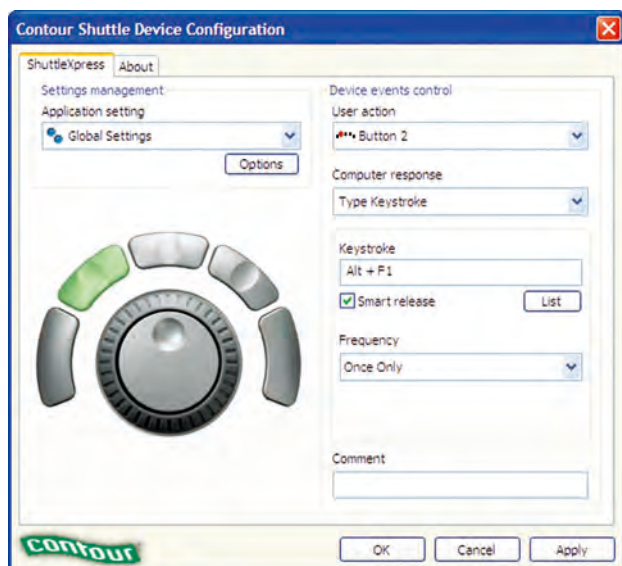 Contour Shuttle Device Configuration
ShuttleXpress About
Settings management
Application setting
Global Settings
Options
Device events control
User action
Button 2
Computer response
Type Keystroke
Keystroke
Alt + F1
Smart release
List
Frequency
Once Only
Comment
contour
OK Cancel Apply